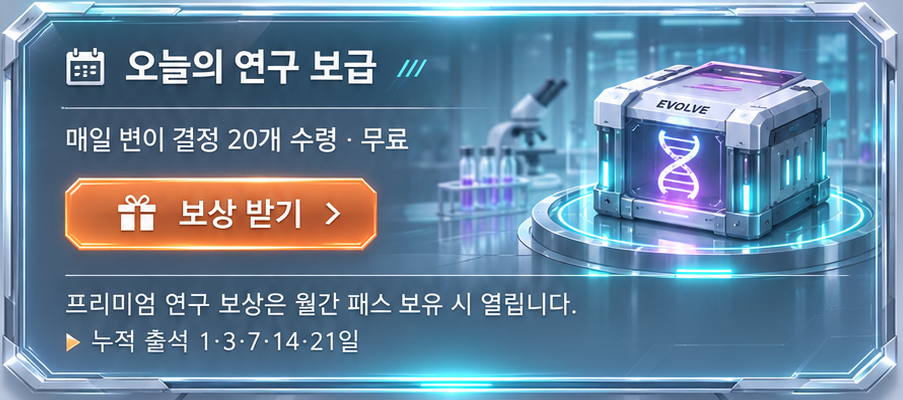 오늘의 연구 보급
매일 변이 결정 20개 수령 · 무료
EVOLVE
보상 받기
프리미엄 연구 보상은 월간 패스 보유 시 열립니다.
누적 출석 1·3·7·14·21일